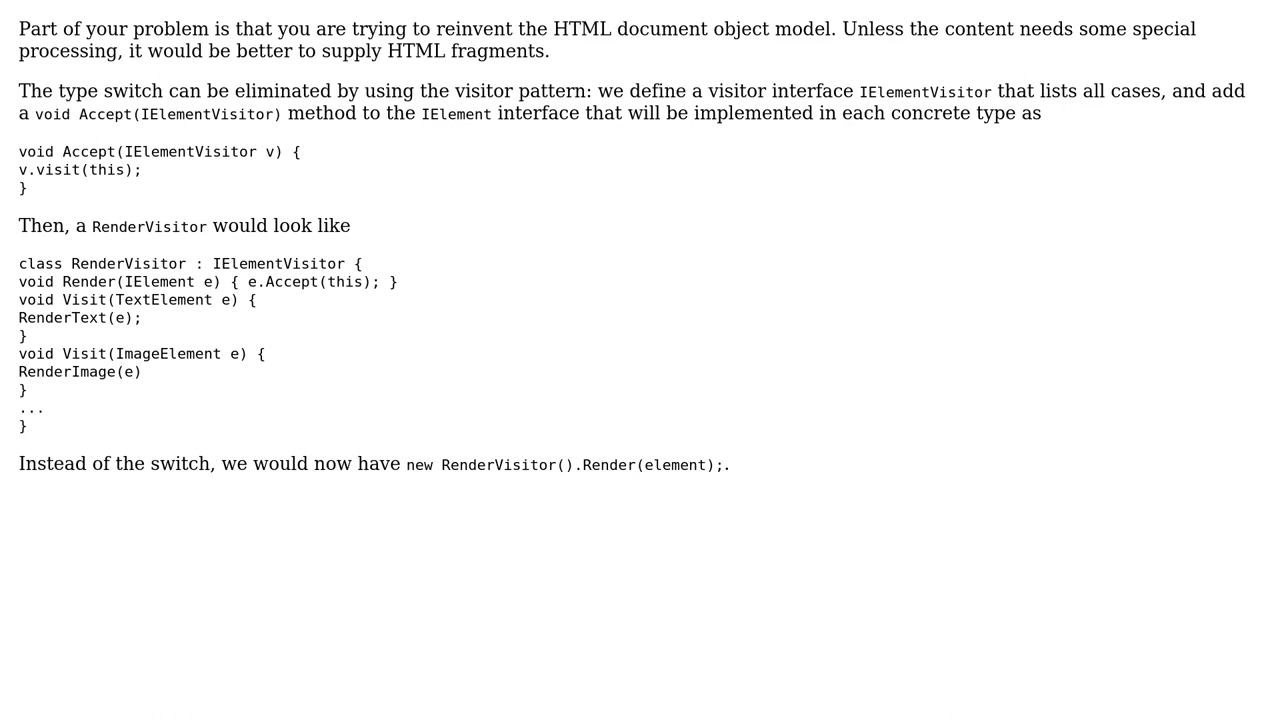 Part of your problem is that you are trying to reinvent the HTML document object model. Unless the content needs some special
processing, it would be better to supply HTML fragments.
The type switch can be eliminated by using the visitor pattern: we define a visitor interface IElementVisitor that lists all cases, and add
a void Accept(IElementVisitor) method to the IElement interface that will be implemented in each concrete type as
void Accept(IElementVisitor v) {
v.visit(this);
}
Then, a RenderVisitor would look like
class RenderVisitor : IElementVisitor {
void Render(IElement e) { e.Accept(this); }
void Visit(TextElement e) {
RenderText(e);
}
void Visit(ImageElement e) {
RenderImage(e)
}
...
}
Instead of the switch, we would now have new RenderVisitor().Render(element);.